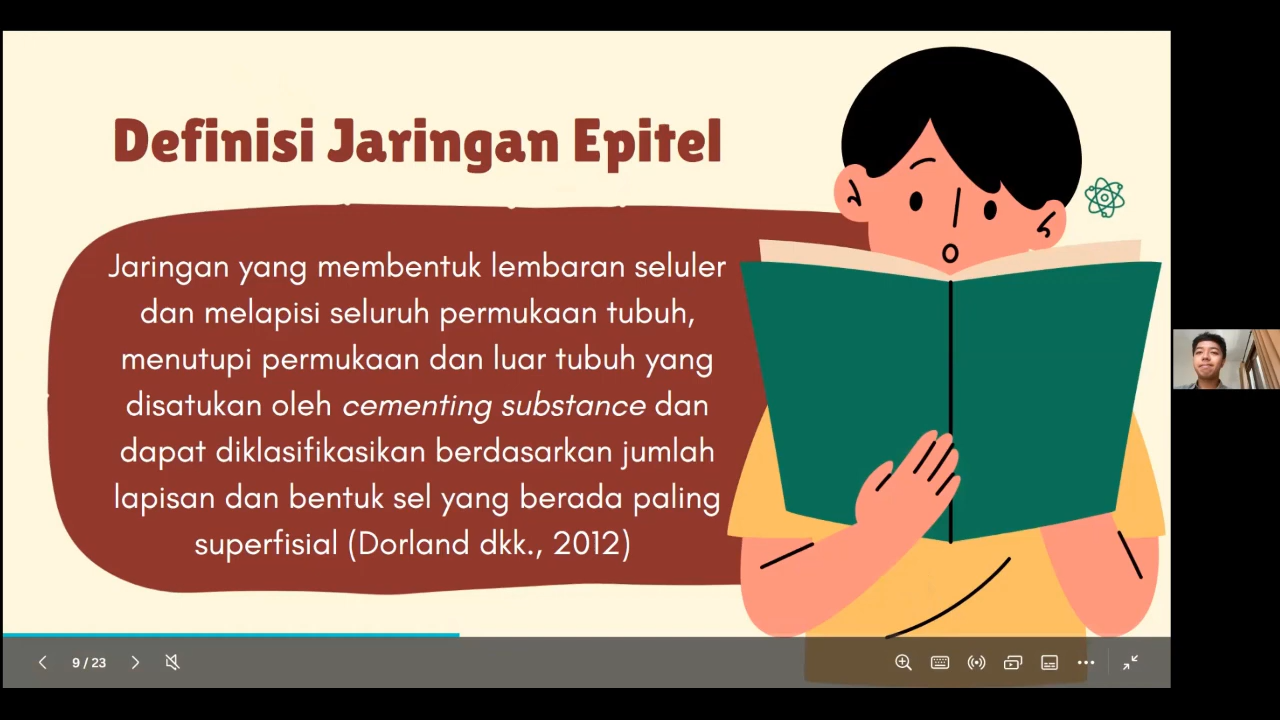 Definisi Jaringan Epitel
Jaringan yang membentuk lembaran seluler
dan melapisi seluruh permukaan tubuh,
menutupi permukaan dan luar tubuh yang
disatukan oleh cementing substance dan
dapat diklasifikasikan berdasarkan jumlah
lapisan dan bentuk sel yang berada paling
superfisial (Dorland dkk., 2012)
9 / 23